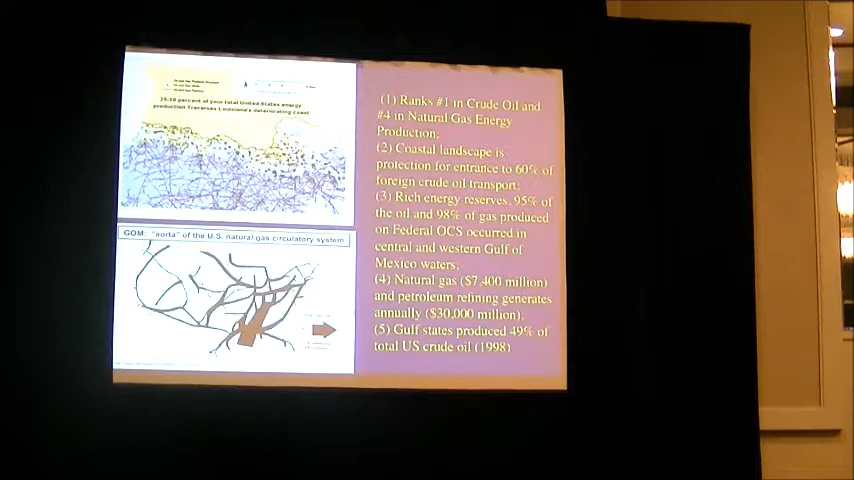 25-30 percent of your total United States energy
production Traverses Louisiana's deteriorating coast
GOM: "aorta" of the U.S. natural gas circulatory system
(1) Ranks #1 in Crude Oil and
#4 in Natural Gas Energy
Production;
(2) Coastal landscape is
protection for entrance to 60% of
foreign crude oil transport;
(3) Rich energy reserves, 95% of
the oil and 98% of gas produced
on Federal OCS occurred in
central and western Gulf of
Mexico waters;
(4) Natural gas ($7,400 million)
and petroleum refining generates
annually ($30,000 million);
(5) Gulf states produced 49% of
total US crude oil (1998)